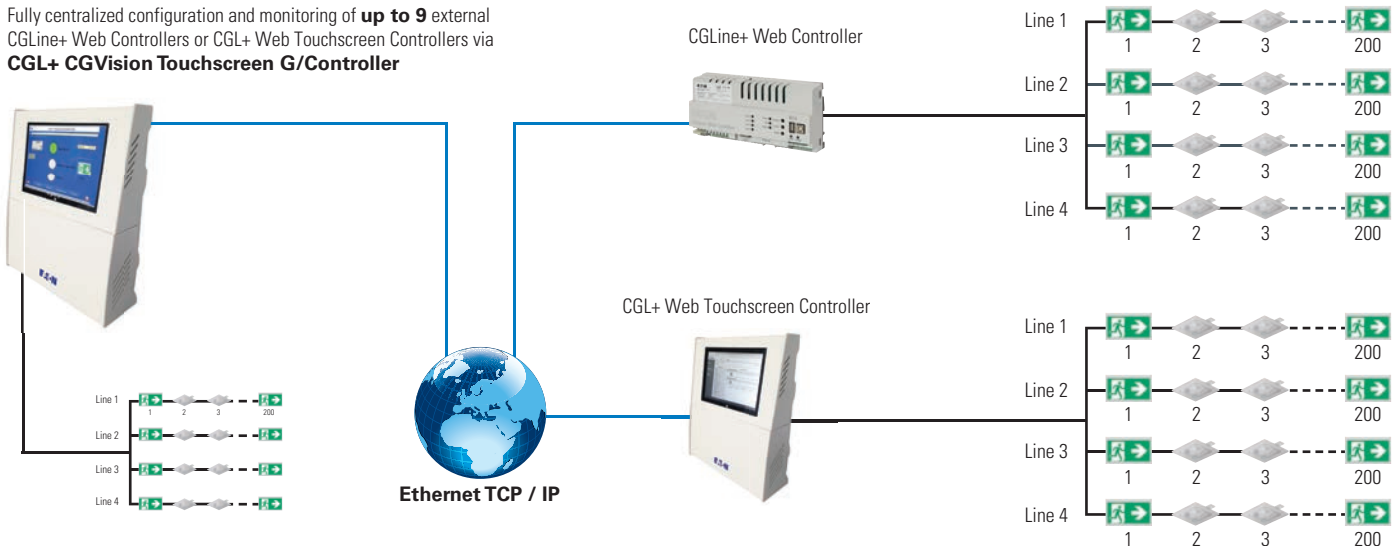 Fully centralized configuration and monitoring of up to 9 external
CGLine+ Web Controllers or CGL+ Web Touchscreen Controllers via
CGL+ CGVision Touchscreen G/Controller
CGLine+ Web Controller
Line 1
1 2 3 200
Line 2
1 2 3 200
Line 3
1 2 3 200
Line 4
1 2 3 200
CGL+ Web Touchscreen Controller
Line 1
1 2 3 200
Line 2
1 2 3 200
Line 3
1 2 3 200
Line 4
1 2 3 200
Line 1
1 2 3 200
Line 2
Line 3
Line 4
Ethernet TCP / IP
EATON
EATON
EATON